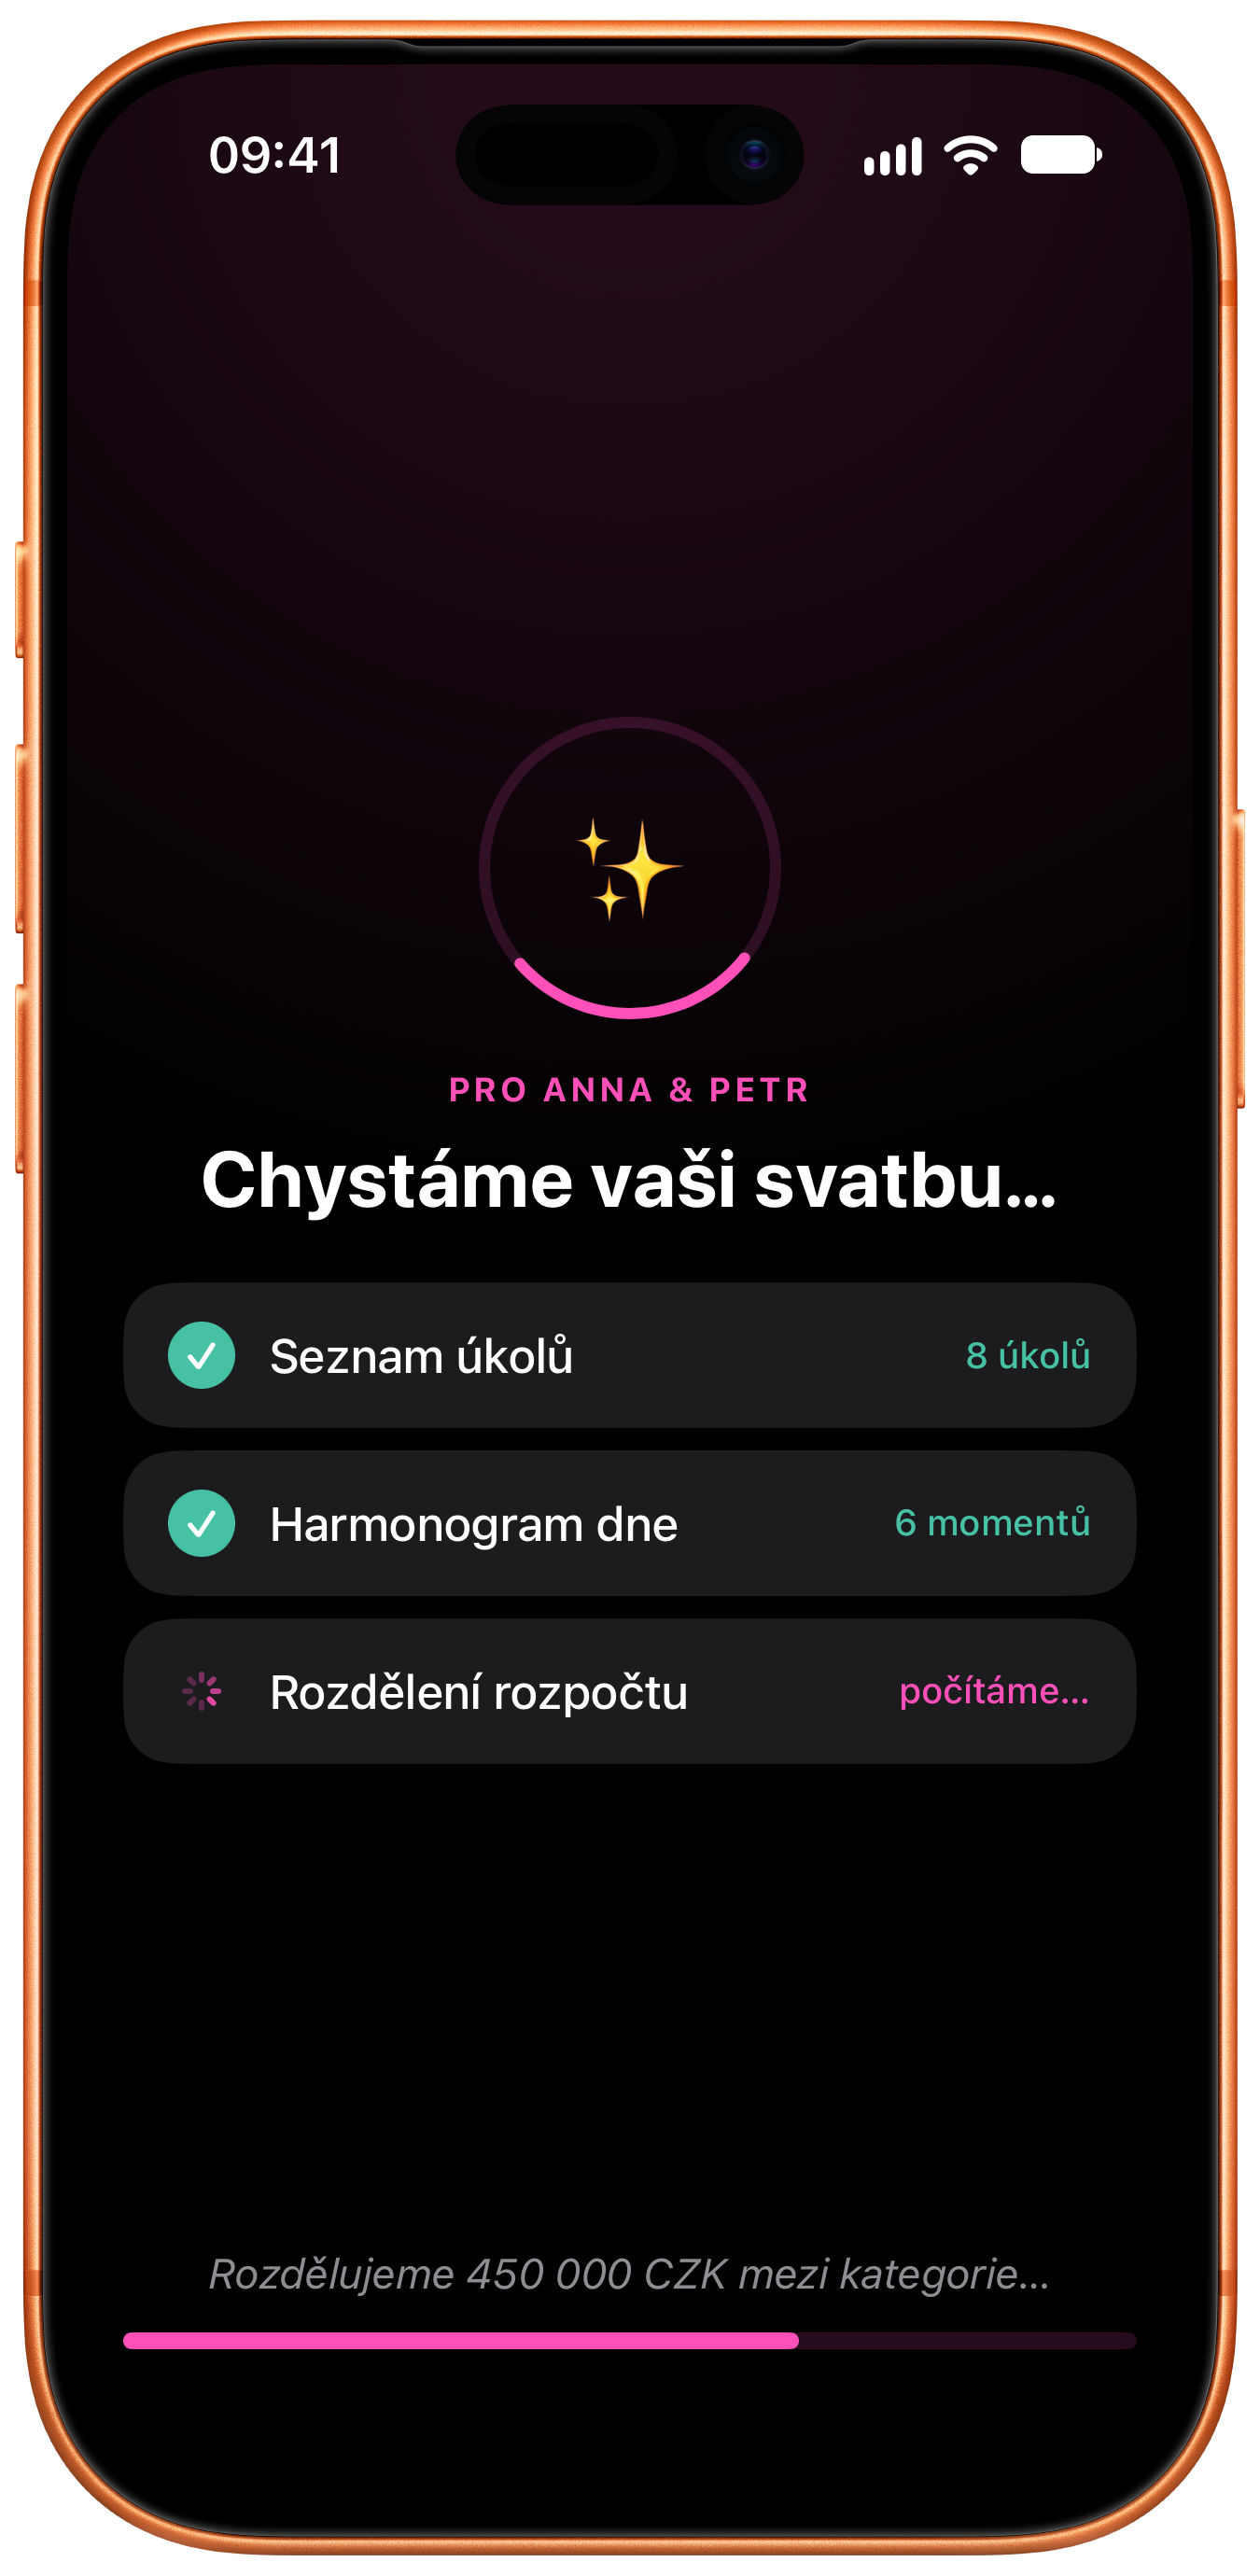 09:41
PRO ANNA & PETR
Chystáme vaši svatbu…
Seznam úkolů 8 úkolů
Harmonogram dne 6 momentů
Rozdělení rozpočtu počítáme…
Rozdělujeme 450 000 CZK mezi kategorie…